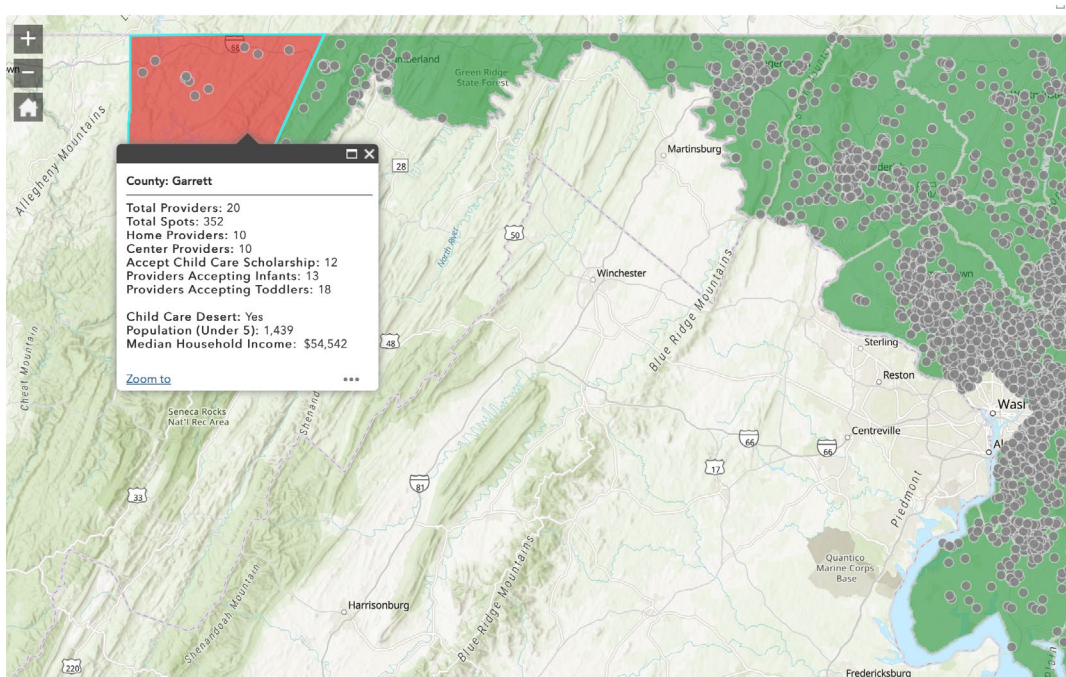 +
−
68
Green Ridge
State Forest
Allegheny Mountains
Martinsburg
28
County: Garrett
Total Providers: 20
Total Spots: 352
Home Providers: 10
Center Providers: 10
Accept Child Care Scholarship: 12
Providers Accepting Infants: 13
Providers Accepting Toddlers: 18
Child Care Desert: Yes
Population (Under 5): 1,439
Median Household Income: $54,542
Zoom to
50
North River
Winchester
Blue Ridge Mountains
48
Sterling
Reston
Cheat Mountain
Seneca Rocks
Nat'l Rec Area
Wasl
Centreville
66
66
17
81
33
Piedmont
Quantico
Marine Corps
Base
Shenandoah Mountain
Harrisonburg
Blue Ridge Mountains
220
Fredericksburg